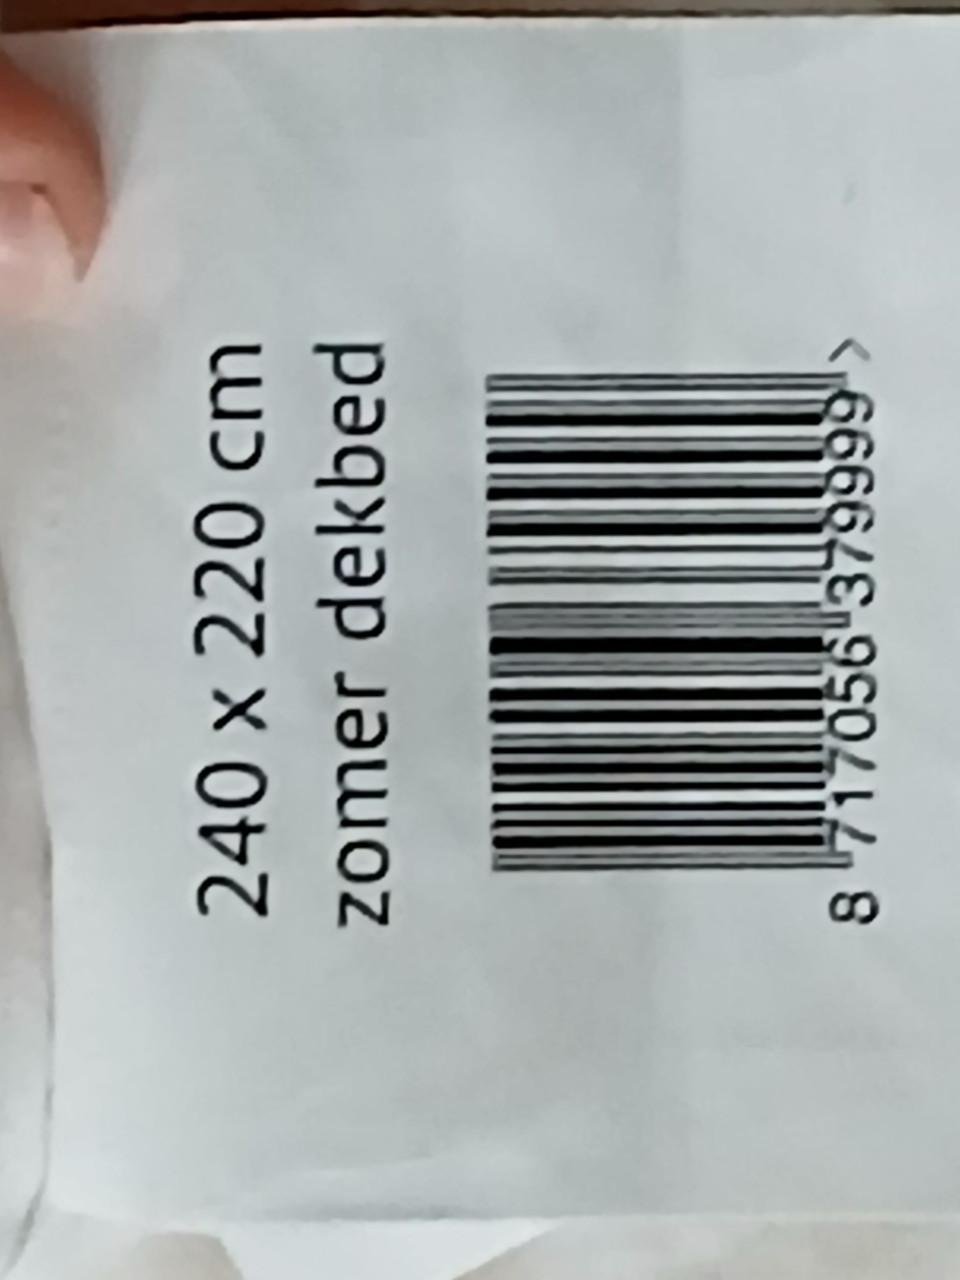 240 x 220 cm
zomer dekbed
8 717056 379999 >